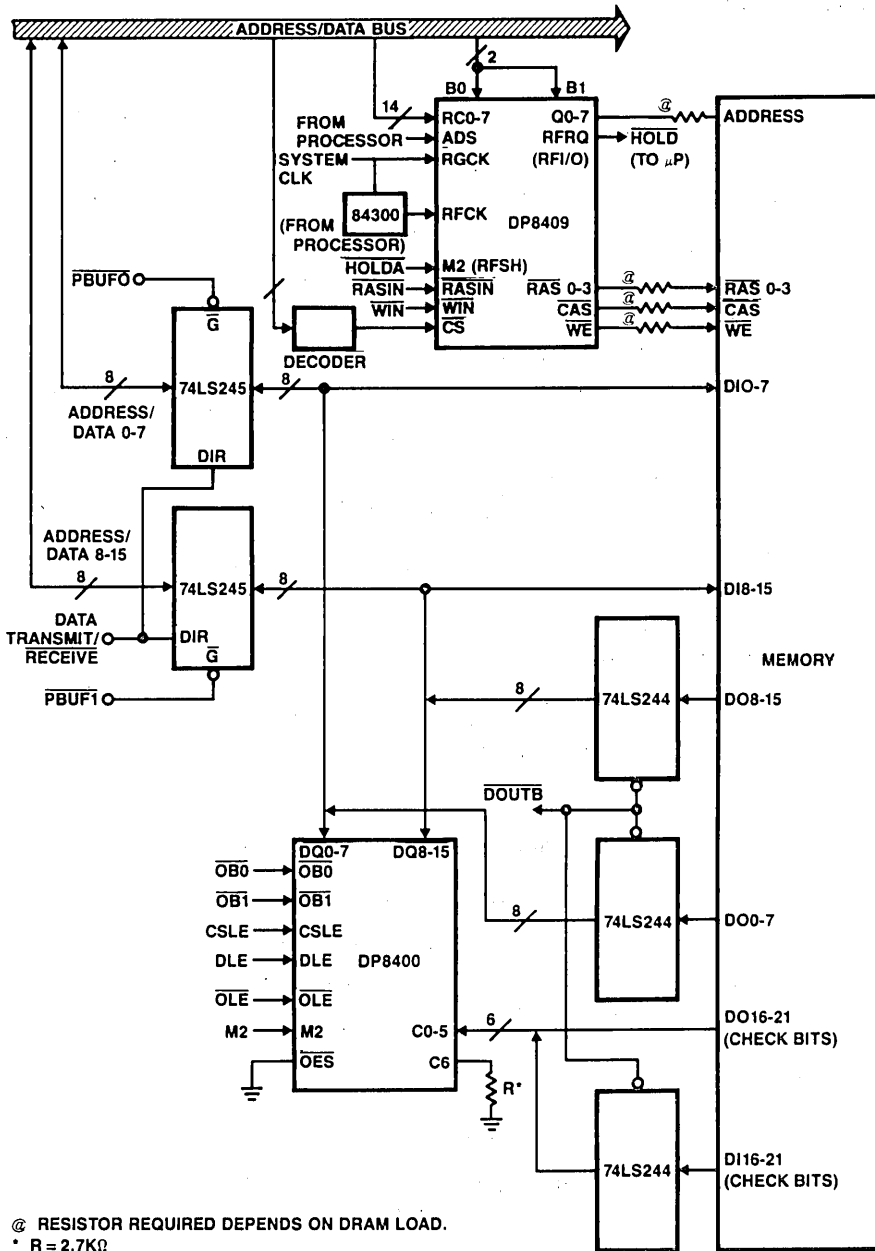 ADDRESS/DATA BUS
2
B0 B1
14
RC0-7 Q0-7 @ ADDRESS
FROM PROCESSOR ADS RFRQ HOLD
SYSTEM CLK RGCK (RFI/O) (TO µP)
84300 RFCK
DP8409
(FROM PROCESSOR)
HOLDA M2 (RFSH)
PBUFO
RASIN RASIN RAS 0-3 @ RAS 0-3
WIN WIN CAS @ CAS
CS WE @ WE
G
DECODER
8 74LS245 8 DIO-7
ADDRESS/
DATA 0-7
DIR
ADDRESS/
DATA 8-15
8 74LS245 8 DI8-15
DATA
TRANSMIT/
RECEIVE
DIR
G
MEMORY
PBUF1
8 74LS244 DO8-15
DOUTB
DQ0-7 DQ8-15
OB0 OB0
OB1 OB1
8 74LS244 DO0-7
CSLE CSLE
DLE DLE DP8400
OLE OLE
M2 M2 C0-5 6 DO16-21
(CHECK BITS)
OES C6
R*
74LS244 DI16-21
(CHECK BITS)
@ RESISTOR REQUIRED DEPENDS ON DRAM LOAD.
* R = 2.7KΩ